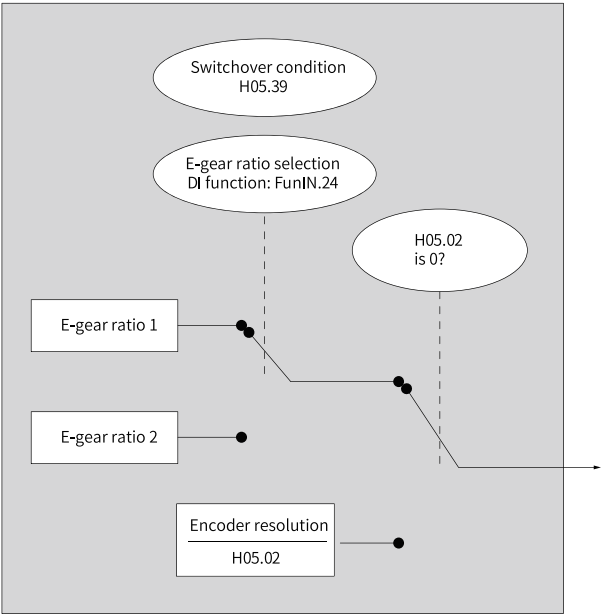 Switchover condition
H05.39
E-gear ratio selection
DI function: FunIN.24
H05.02
is 0?
E-gear ratio 1
E-gear ratio 2
Encoder resolution
H05.02